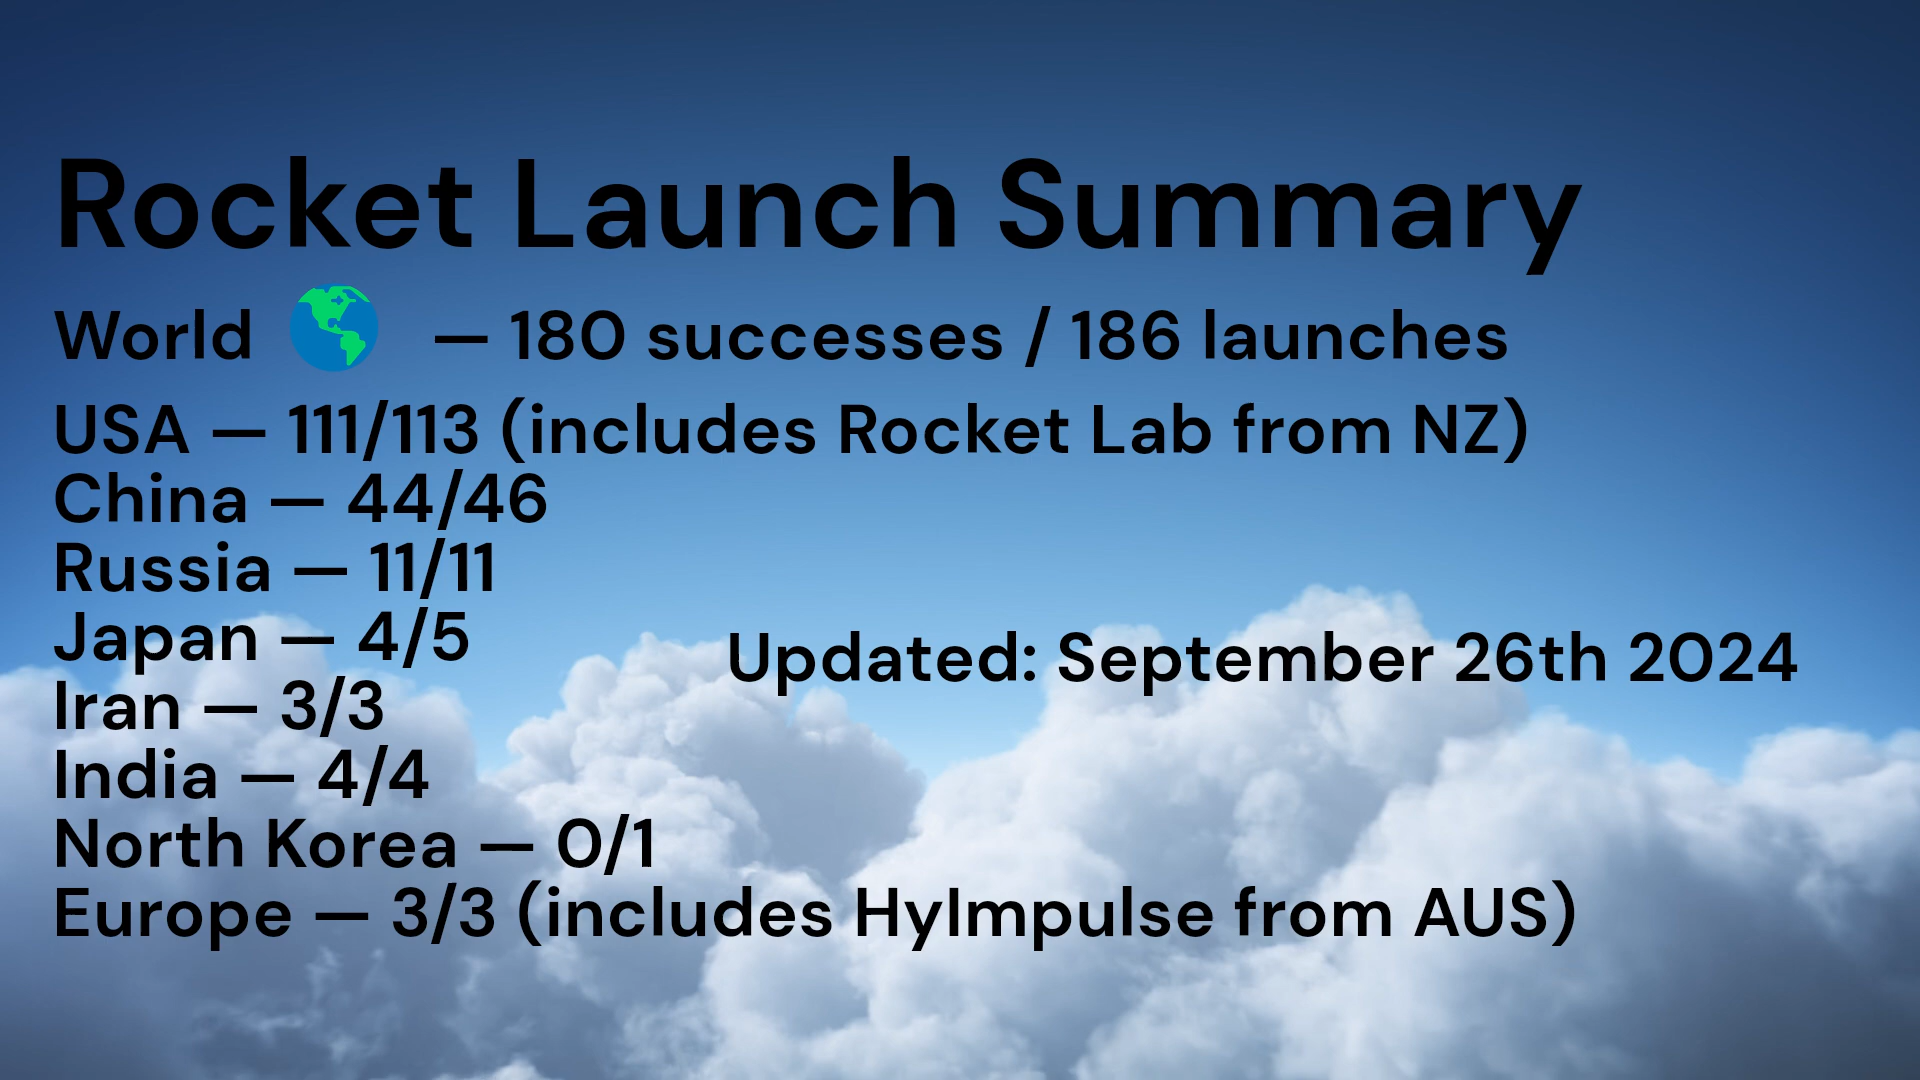 Rocket Launch Summary
World 🌎 — 180 successes / 186 launches
USA — 111/113 (includes Rocket Lab from NZ)
China — 44/46
Russia — 11/11
Japan — 4/5
Iran — 3/3
India — 4/4
North Korea — 0/1
Europe — 3/3 (includes HyImpulse from AUS)
Updated: September 26th 2024